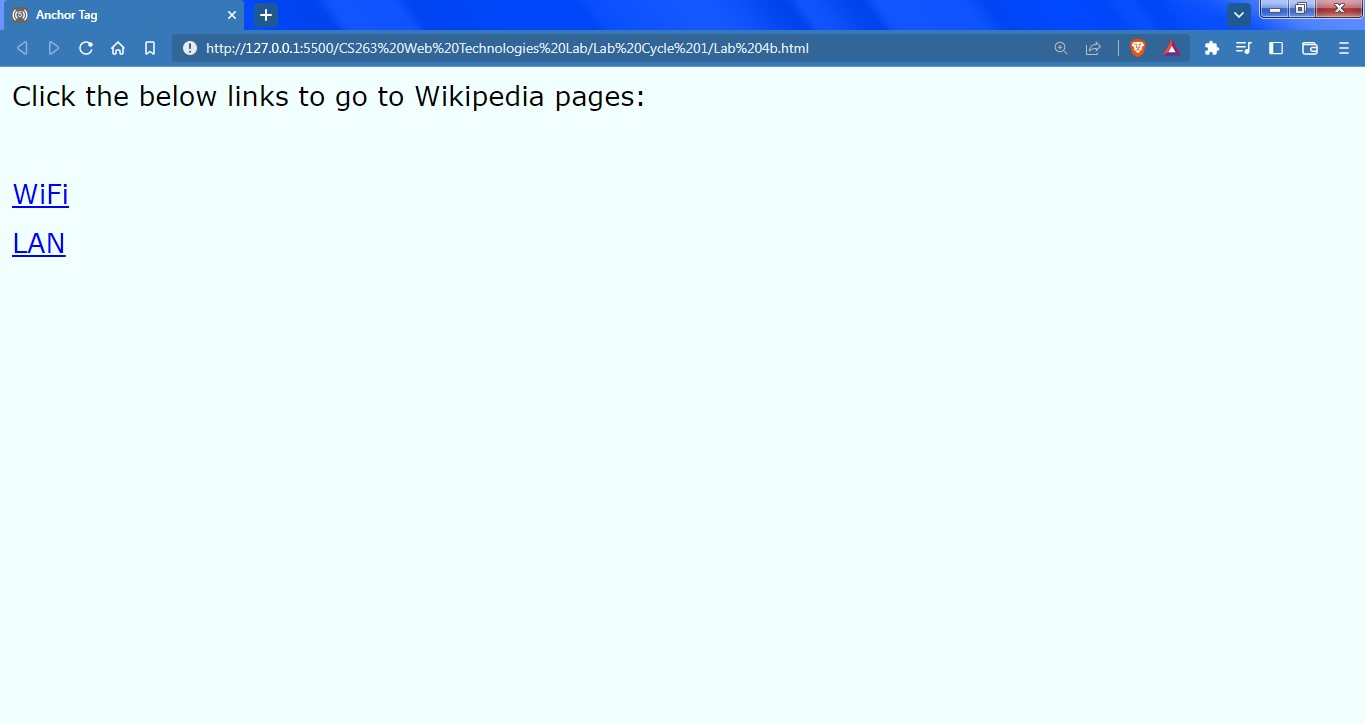 Anchor Tag
http://127.0.0.1:5500/CS263%20Web%20Technologies%20Lab/Lab%20Cycle%201/Lab%204b.html
Click the below links to go to Wikipedia pages:
WiFi
LAN